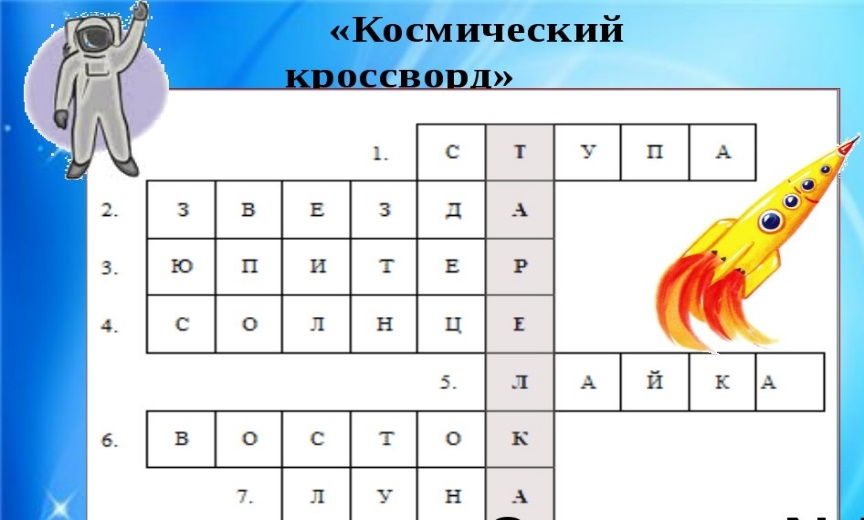 «Космический
кроссворд»
1. С Т У П А
2. З В Е З Д А
3. Ю П И Т Е Р
4. С О Л Н Ц Е
5. Л А Й К А
6. В О С Т О К
7. Л У Н А